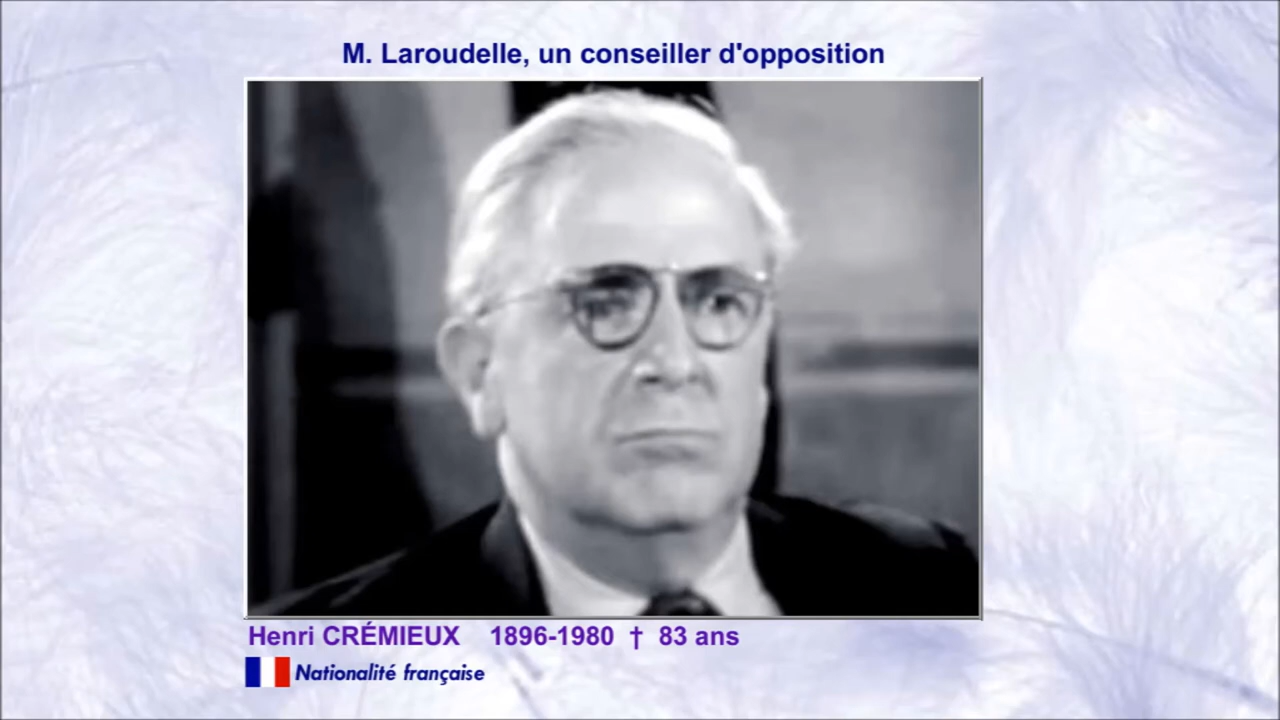 M. Laroudelle, un conseiller d'opposition
Henri CRÉMIEUX 1896-1980 † 83 ans
Nationalité française